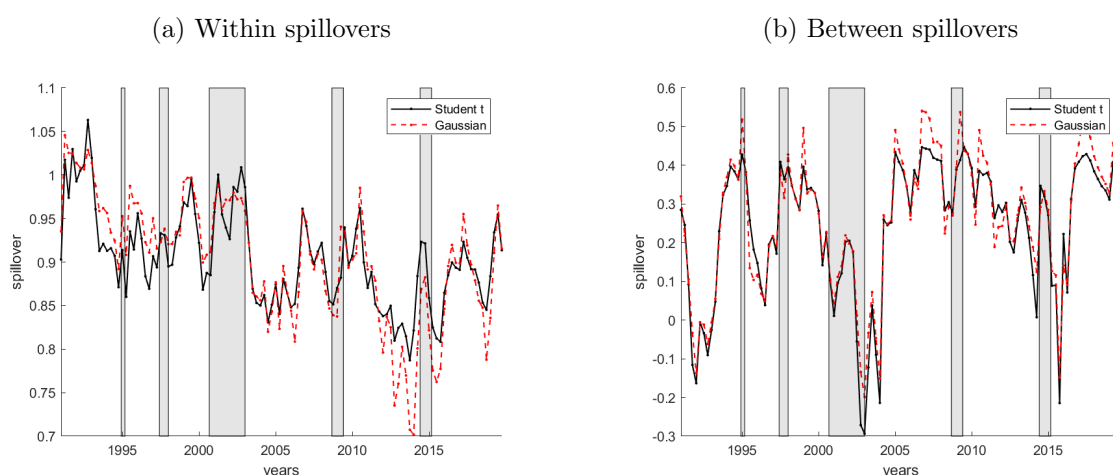 (a) Within spillovers
(b) Between spillovers
1.1
1.05
1
0.95
0.9
0.85
0.8
0.75
0.7
spillover
1995
2000
2005
2010
2015
years
Student t
Gaussian
0.6
0.5
0.4
0.3
0.2
0.1
0
-0.1
-0.2
-0.3
spillover
1995
2000
2005
2010
2015
years
Student t
Gaussian